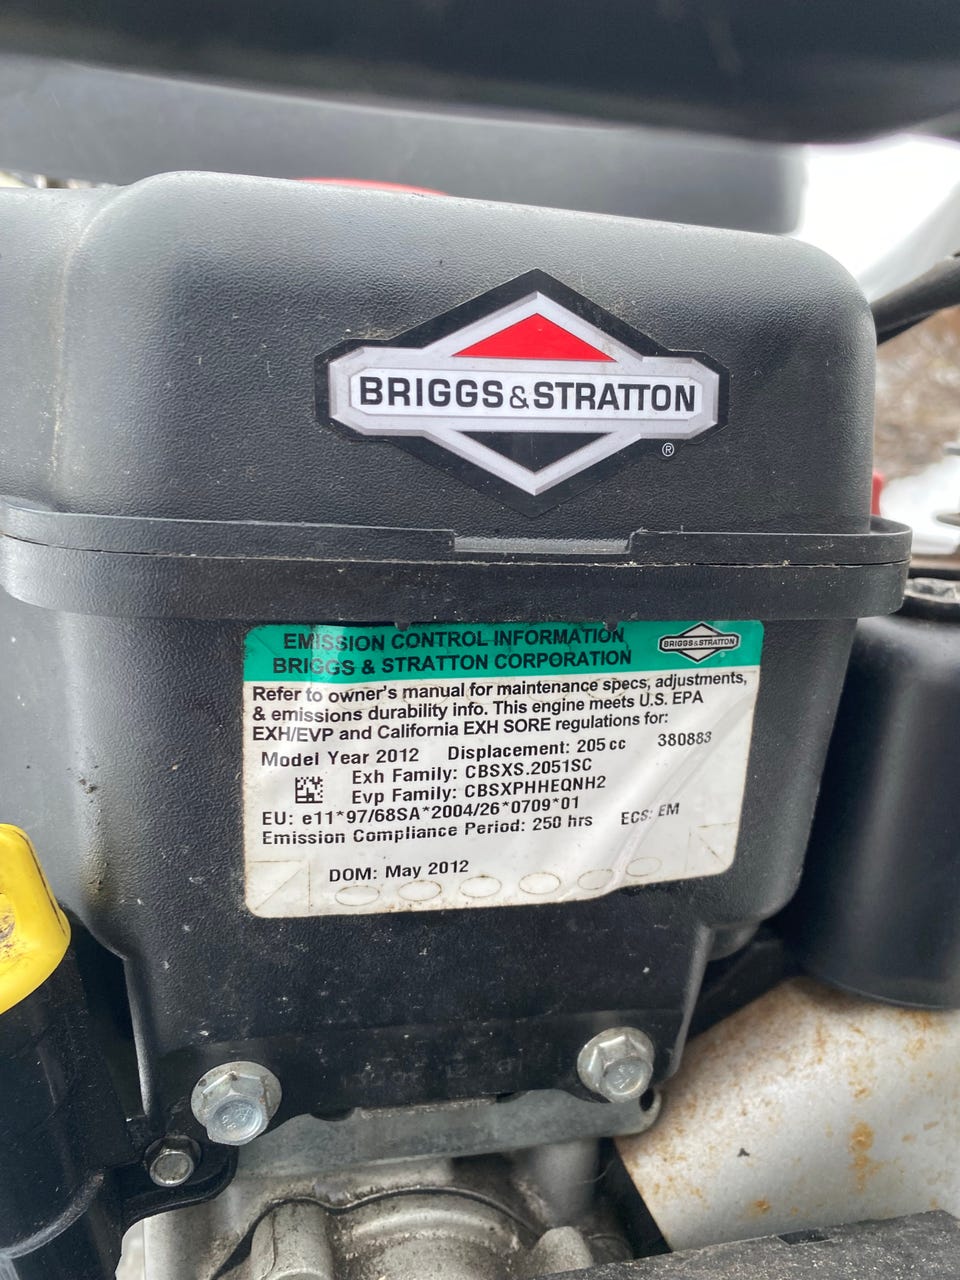 BRIGGS & STRATTON
®
EMISSION CONTROL INFORMATION
BRIGGS & STRATTON CORPORATION
BRIGGS & STRATTON
Refer to owner's manual for maintenance specs, adjustments,
& emissions durability info. This engine meets U.S. EPA
EXH/EVP and California EXH SORE regulations for:
Model Year 2012 Displacement: 205 cc 380883
Exh Family: CBSXS.2051SC
Evp Family: CBSXPHHEQNH2
EU: e11*97/68SA*2004/26*0709*01
Emission Compliance Period: 250 hrs ECS: EM
DOM: May 2012